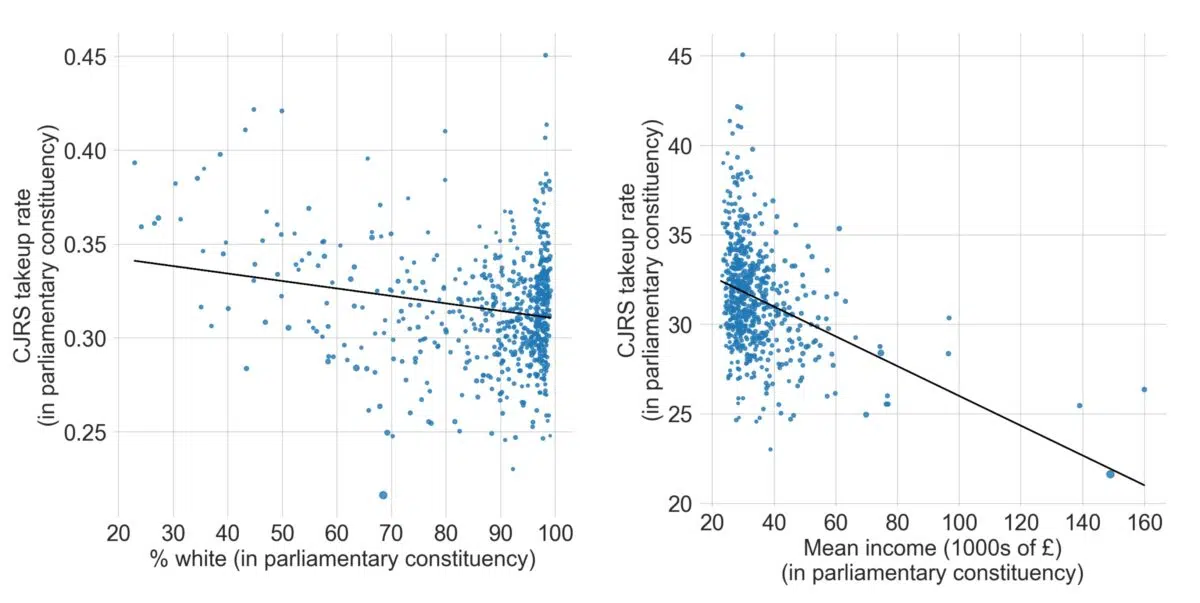 CJRS takeup rate
(in parliamentary constituency)
0.45
0.40
0.35
0.30
0.25
20 30 40 50 60 70 80 90 100
% white (in parliamentary constituency)
CJRS takeup rate
(in parliamentary constituency)
45
40
35
30
25
20
20 40 60 80 100 120 140 160
Mean income (1000s of £)
(in parliamentary constituency)